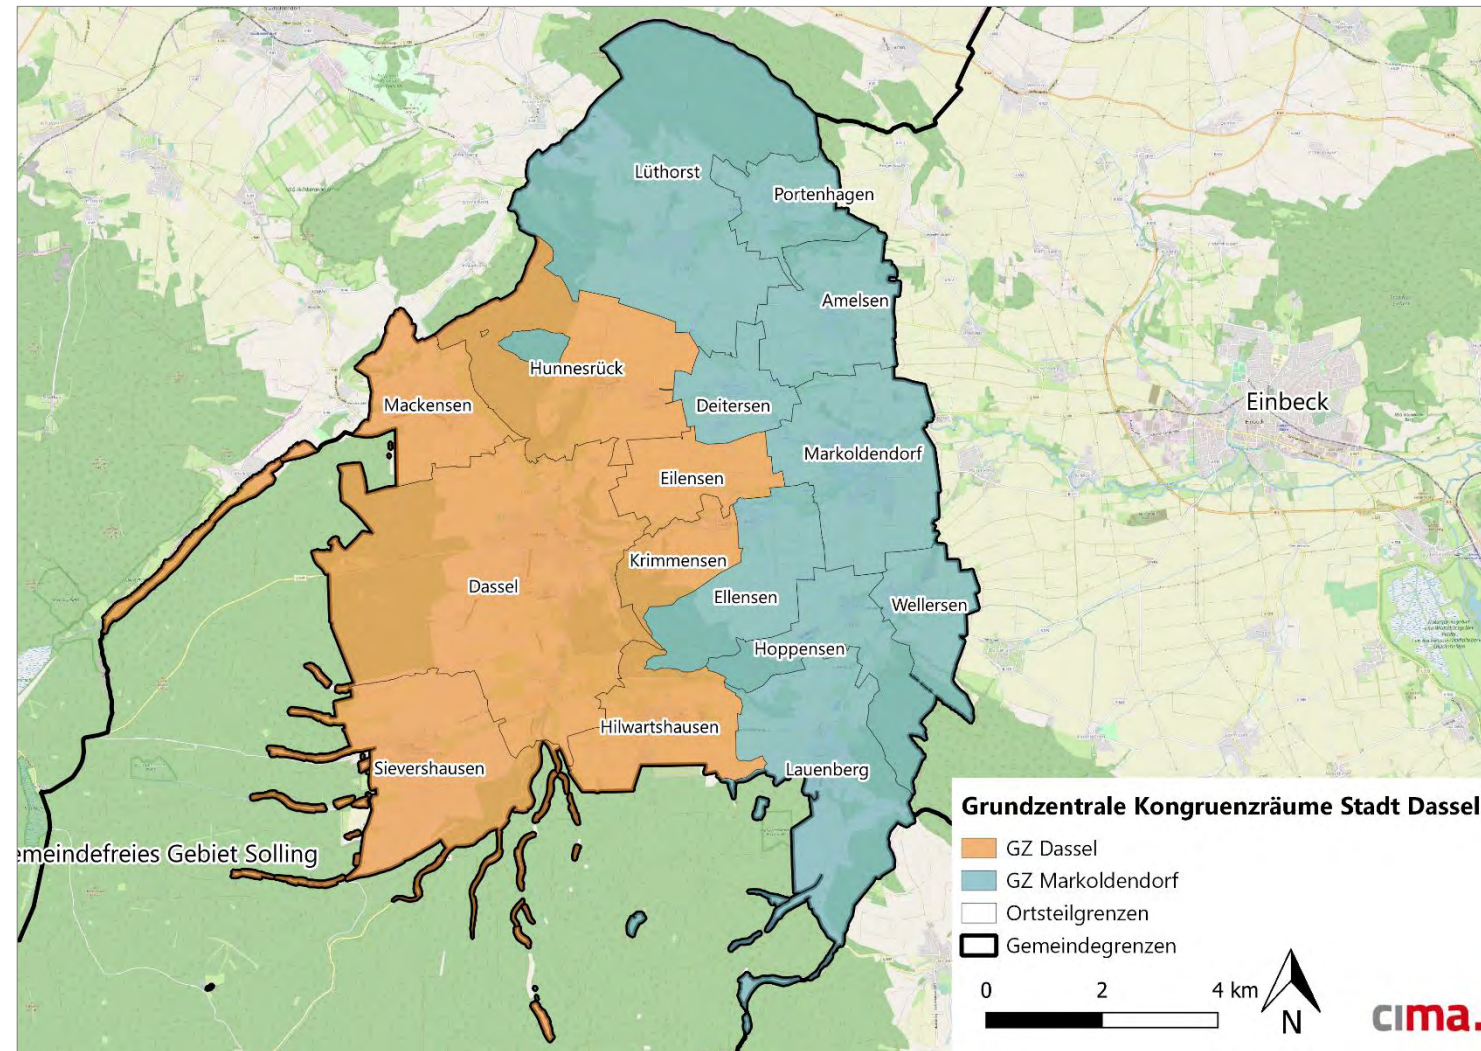 Lüthorst
Portenhagen
Amelsen
Hunnesrück
Mackensen
Deitersen
Einbeck
Markoldendorf
Eilensen
Krimmensen
Dassel
Ellensen
Wellersen
Hoppensen
Hilwartshausen
Sievershausen
Lauenberg
emeindefreies Gebiet Solling
Grundzentrale Kongruenzräume Stadt Dassel
GZ Dassel
GZ Markoldendorf
Ortsteilgrenzen
Gemeindegrenzen
0 2 4 km
N
cima.